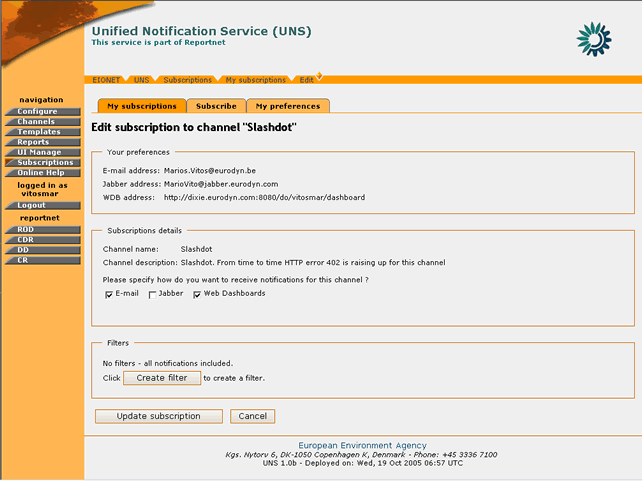 Unified Notification Service (UNS)
This service is part of Reportnet
EIONET UNS Subscriptions My subscriptions Edit
navigation
Configure
Channels
Templates
Reports
UI Manage
Subscriptions
Online Help
logged in as
vitosmar
Logout
reportnet
ROD
CDR
DD
CR
My subscriptions Subscribe My preferences
Edit subscription to channel "Slashdot"
Your preferences
E-mail address: Marios.Vitos@eurodyn.be
Jabber address: MarioVito@jabber.eurodyn.com
WDB address: http://dixie.eurodyn.com:8080/do/vitosmar/dashboard
Subscriptions details
Channel name: Slashdot
Channel description: Slashdot. From time to time HTTP error 402 is raising up for this channel
Please specify how do you want to receive notifications for this channel ?
E-mail Jabber Web Dashboards
Filters
No filters - all notifications included.
Click Create filter to create a filter.
Update subscription Cancel
European Environment Agency
Kgs. Nytorv 6, DK-1050 Copenhagen K, Denmark - Phone: +45 3336 7100
UNS 1.0b - Deployed on: Wed, 19 Oct 2005 06:57 UTC